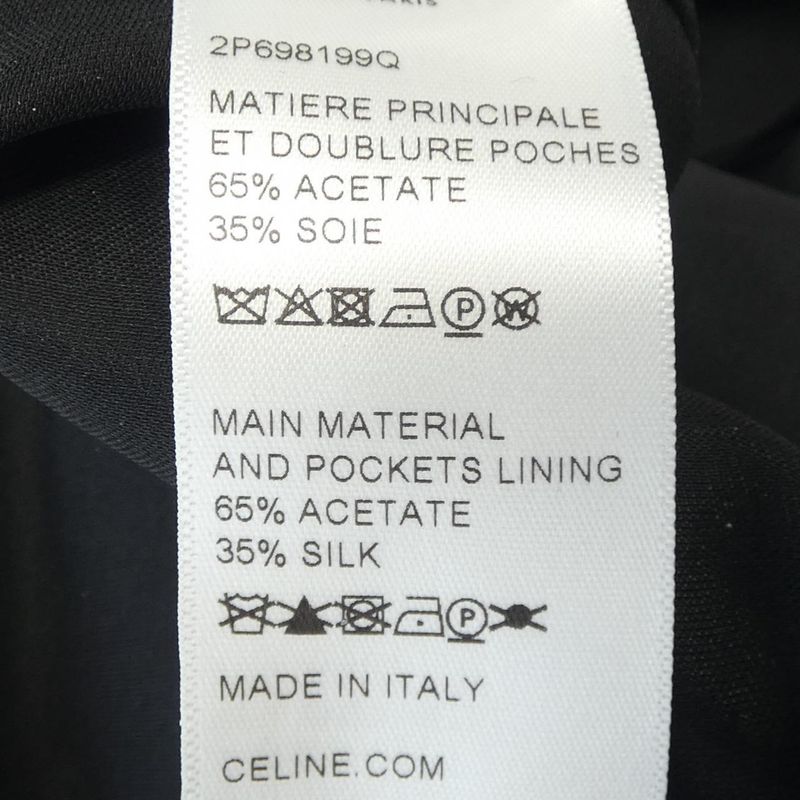 2P698199Q
MATIERE PRINCIPALE
ET DOUBLURE POCHES
65% ACETATE
35% SOIE
P W
MAIN MATERIAL
AND POCKETS LINING
65% ACETATE
35% SILK
P
MADE IN ITALY
CELINE.COM